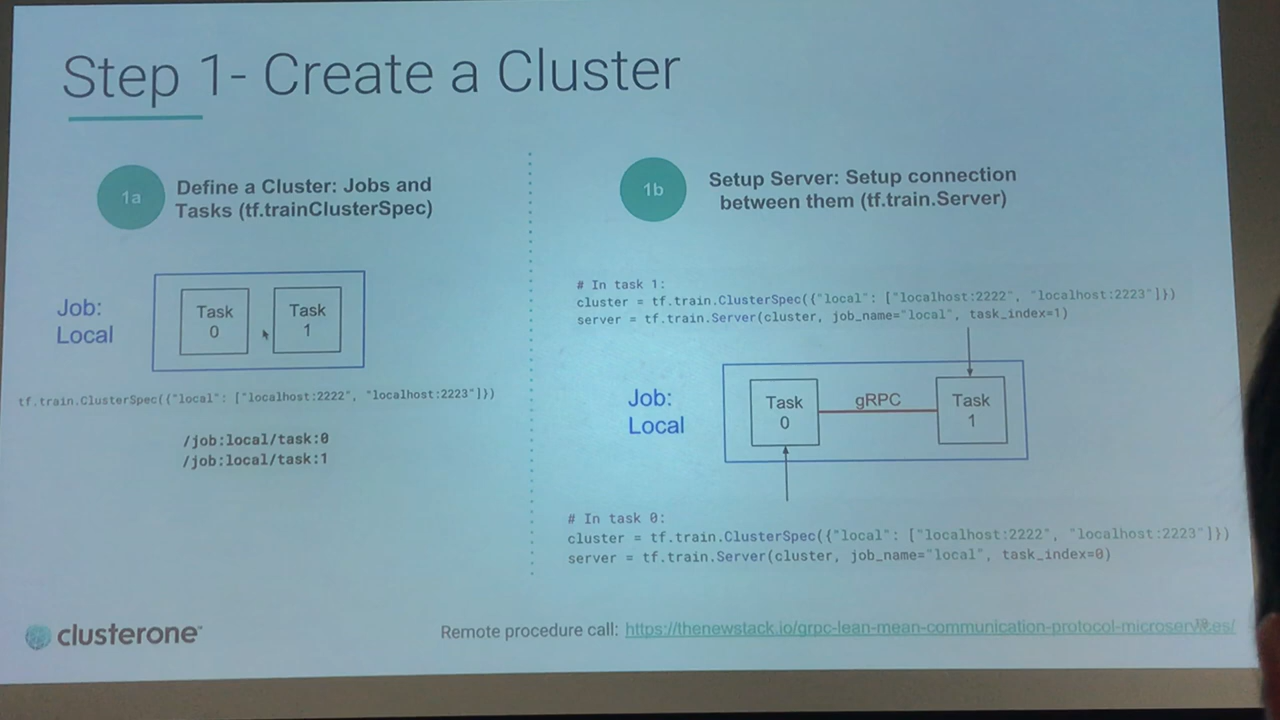 Step 1- Create a Cluster
1a
Define a Cluster: Jobs and
Tasks (tf.trainClusterSpec)
Job:
Local
Task
0
Task
1
tf.train.ClusterSpec({"local": ["localhost:2222", "localhost:2223"]})
/job:local/task:0
/job:local/task:1
1b
Setup Server: Setup connection
between them (tf.train.Server)
# In task 1:
cluster = tf.train.ClusterSpec({"local": ["localhost:2222", "localhost:2223"]})
server = tf.train.Server(cluster, job_name="local", task_index=1)
Job:
Local
Task
0
gRPC
Task
1
# In task 0:
cluster = tf.train.ClusterSpec({"local": ["localhost:2222", "localhost:2223"]})
server = tf.train.Server(cluster, job_name="local", task_index=0)
clusterone™
Remote procedure call: https://thenewstack.io/grpc-lean-mean-communication-protocol-microservices/